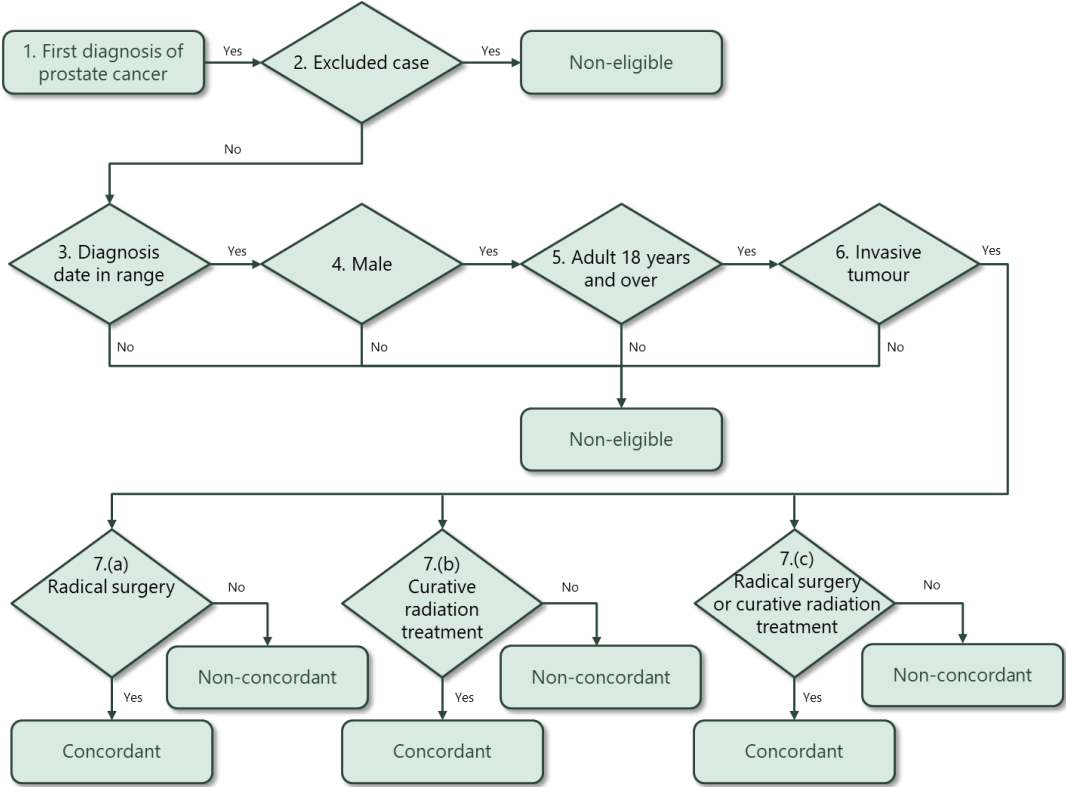 1. First diagnosis of
prostate cancer
Yes
2. Excluded case
Yes
Non-eligible
No
3. Diagnosis
date in range
Yes
4. Male
Yes
5. Adult 18 years
and over
Yes
6. Invasive
tumour
Yes
No
No
No
No
Non-eligible
7.(a)
Radical surgery
No
Non-concordant
Yes
Concordant
7.(b)
Curative
radiation
treatment
No
Non-concordant
Yes
Concordant
7.(c)
Radical surgery
or curative radiation
treatment
No
Non-concordant
Yes
Concordant